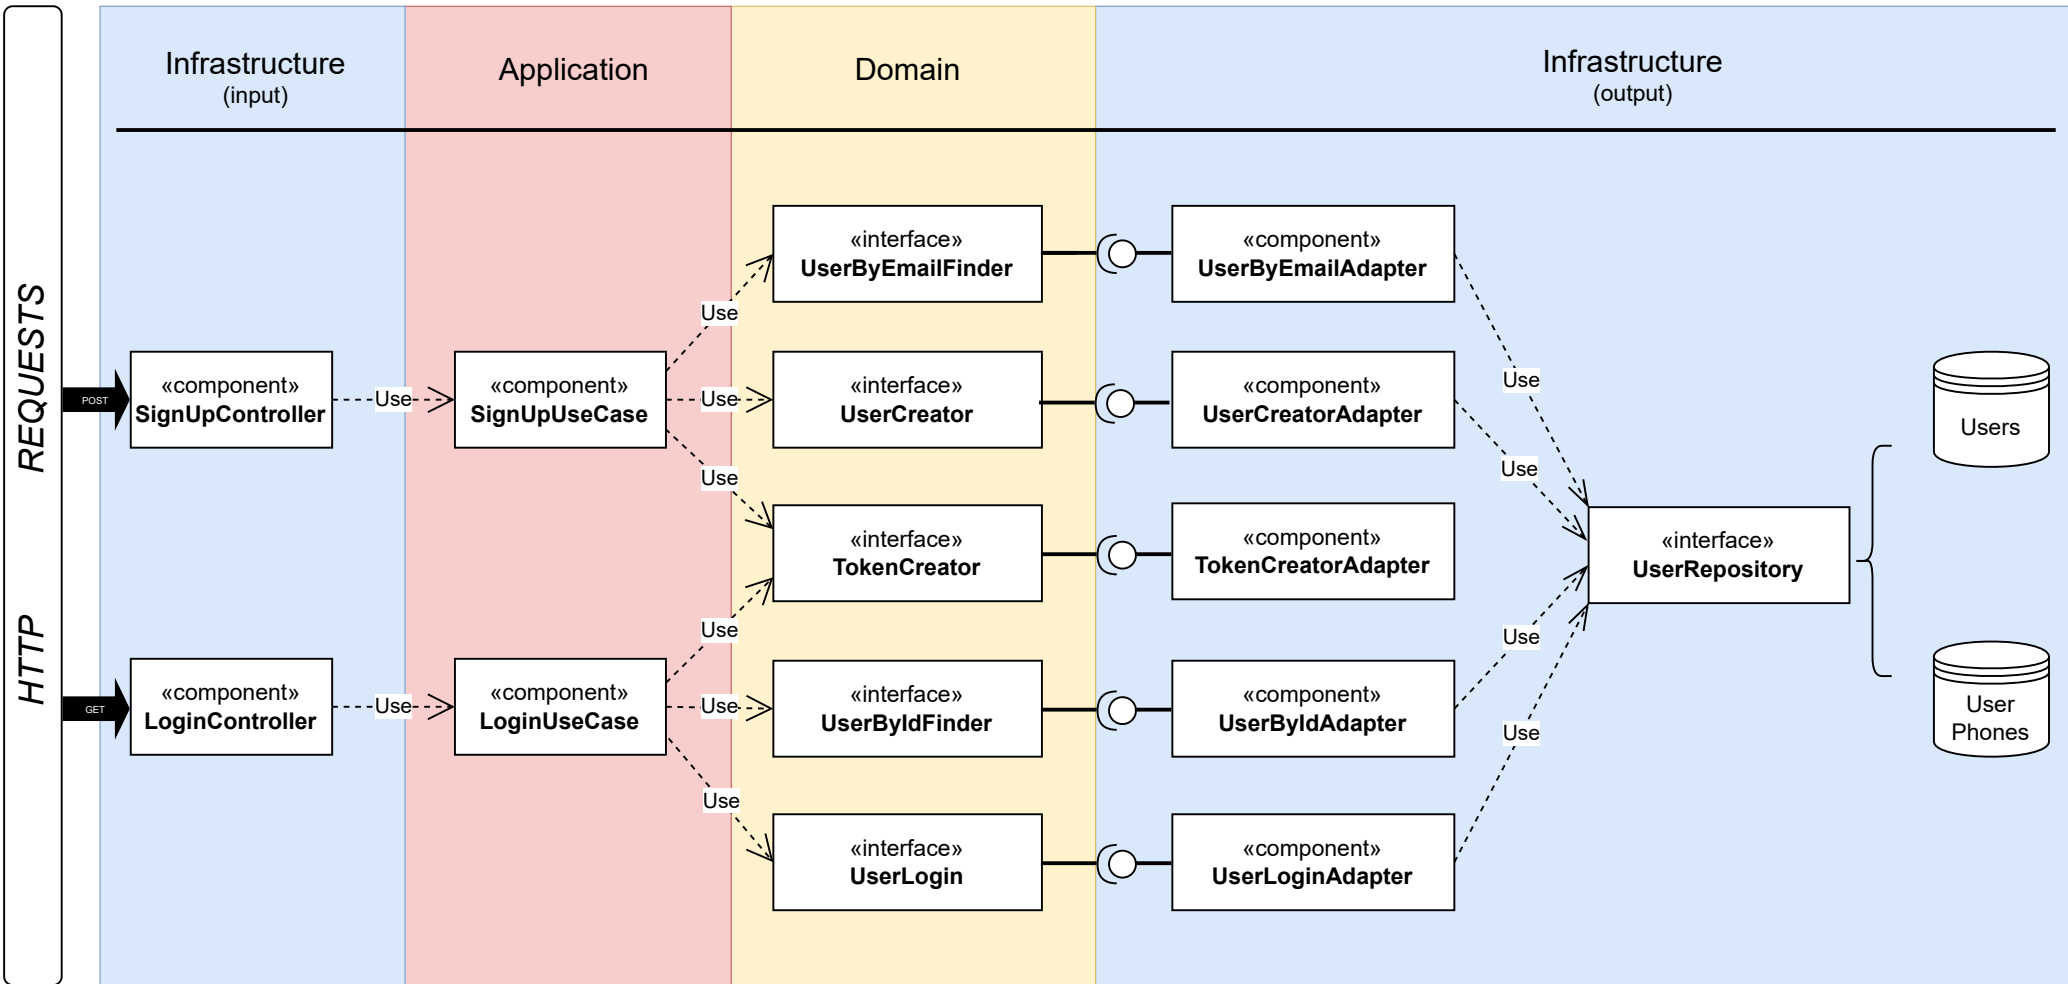 HTTP REQUESTS
Infrastructure
(input)
Application
Domain
Infrastructure
(output)
POST
«component»
SignUpController
Use
«component»
SignUpUseCase
Use
Use
Use
«interface»
UserByEmailFinder
«component»
UserByEmailAdapter
Use
«interface»
UserCreator
«component»
UserCreatorAdapter
Use
«interface»
TokenCreator
«component»
TokenCreatorAdapter
«interface»
UserRepository
Users
GET
«component»
LoginController
Use
«component»
LoginUseCase
Use
Use
Use
«interface»
UserByIdFinder
«component»
UserByIdAdapter
Use
«interface»
UserLogin
«component»
UserLoginAdapter
Use
User
Phones